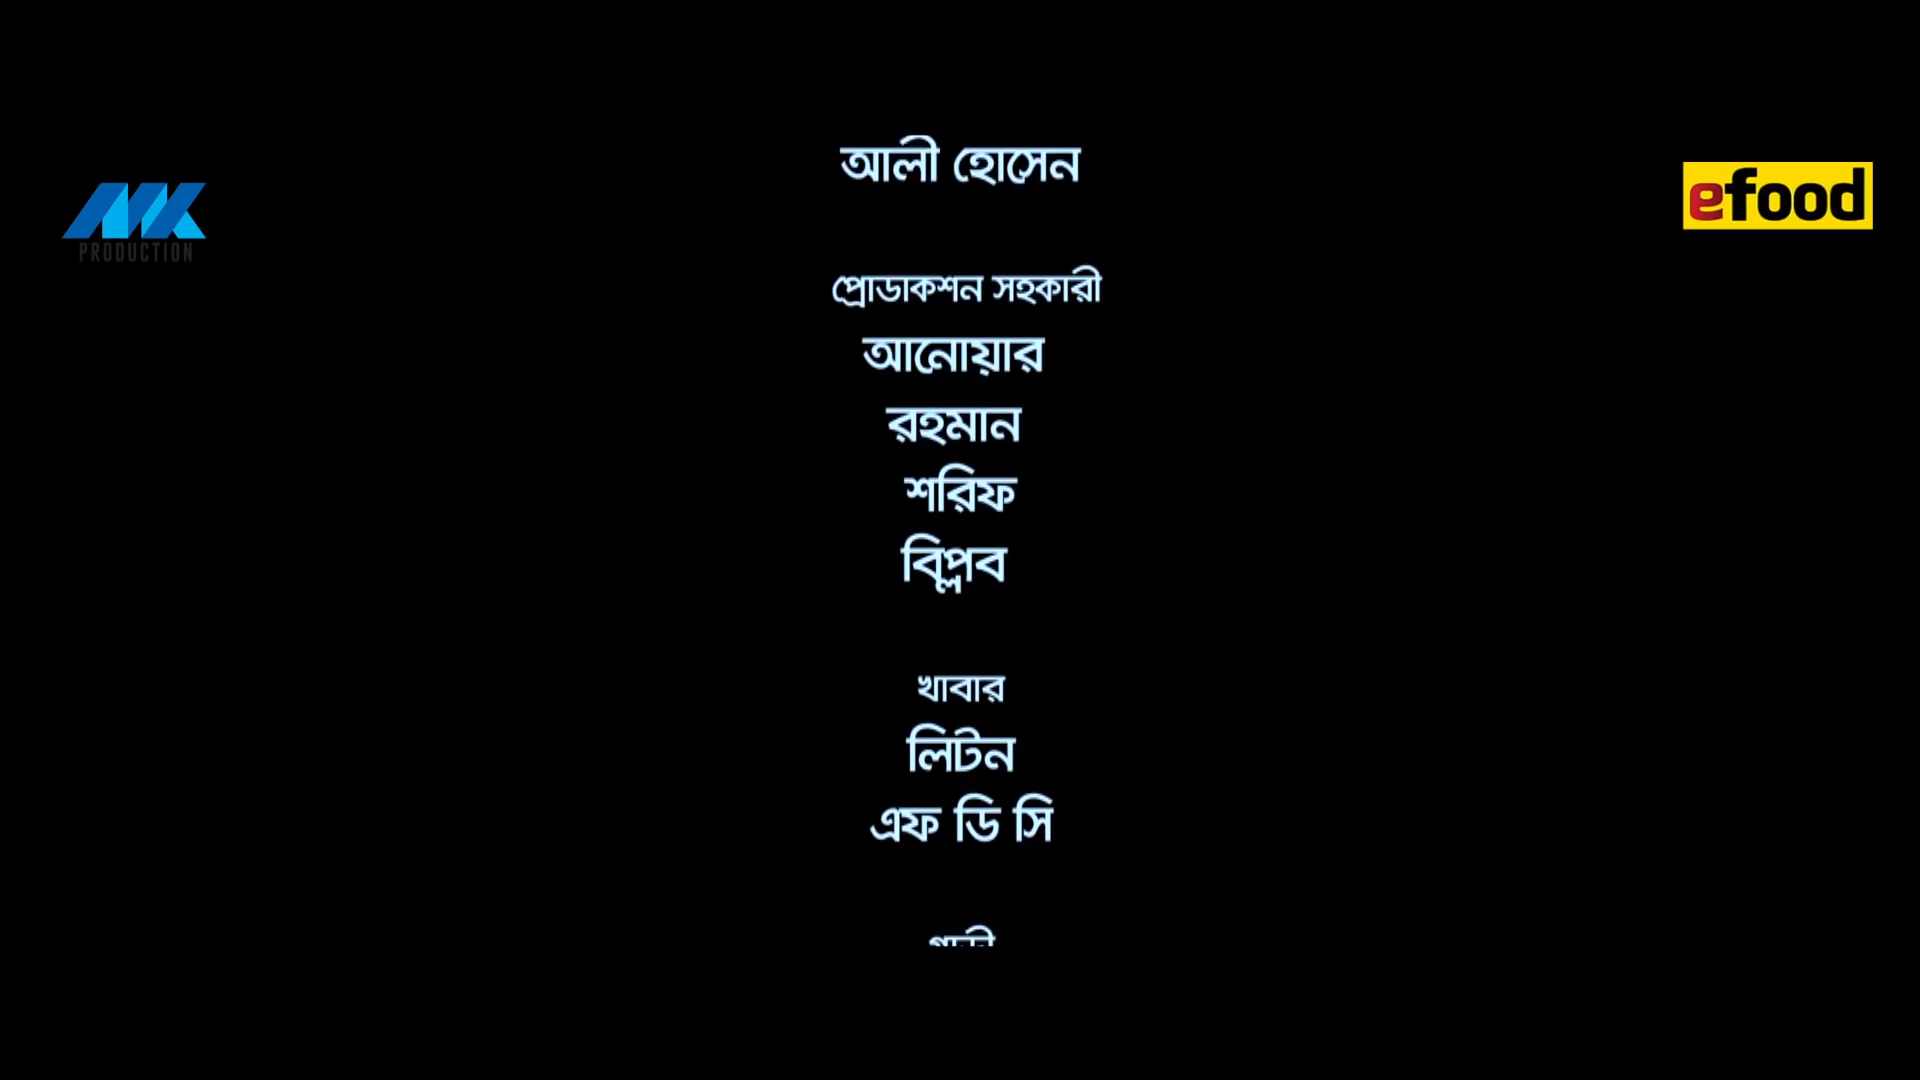 আলী হোসেন
PRODUCTION
efood
প্রোডাকশন সহকারী
আনোয়ার
রহমান
শরিফ
বিপ্লব
খাবার
লিটন
এফ ডি সি